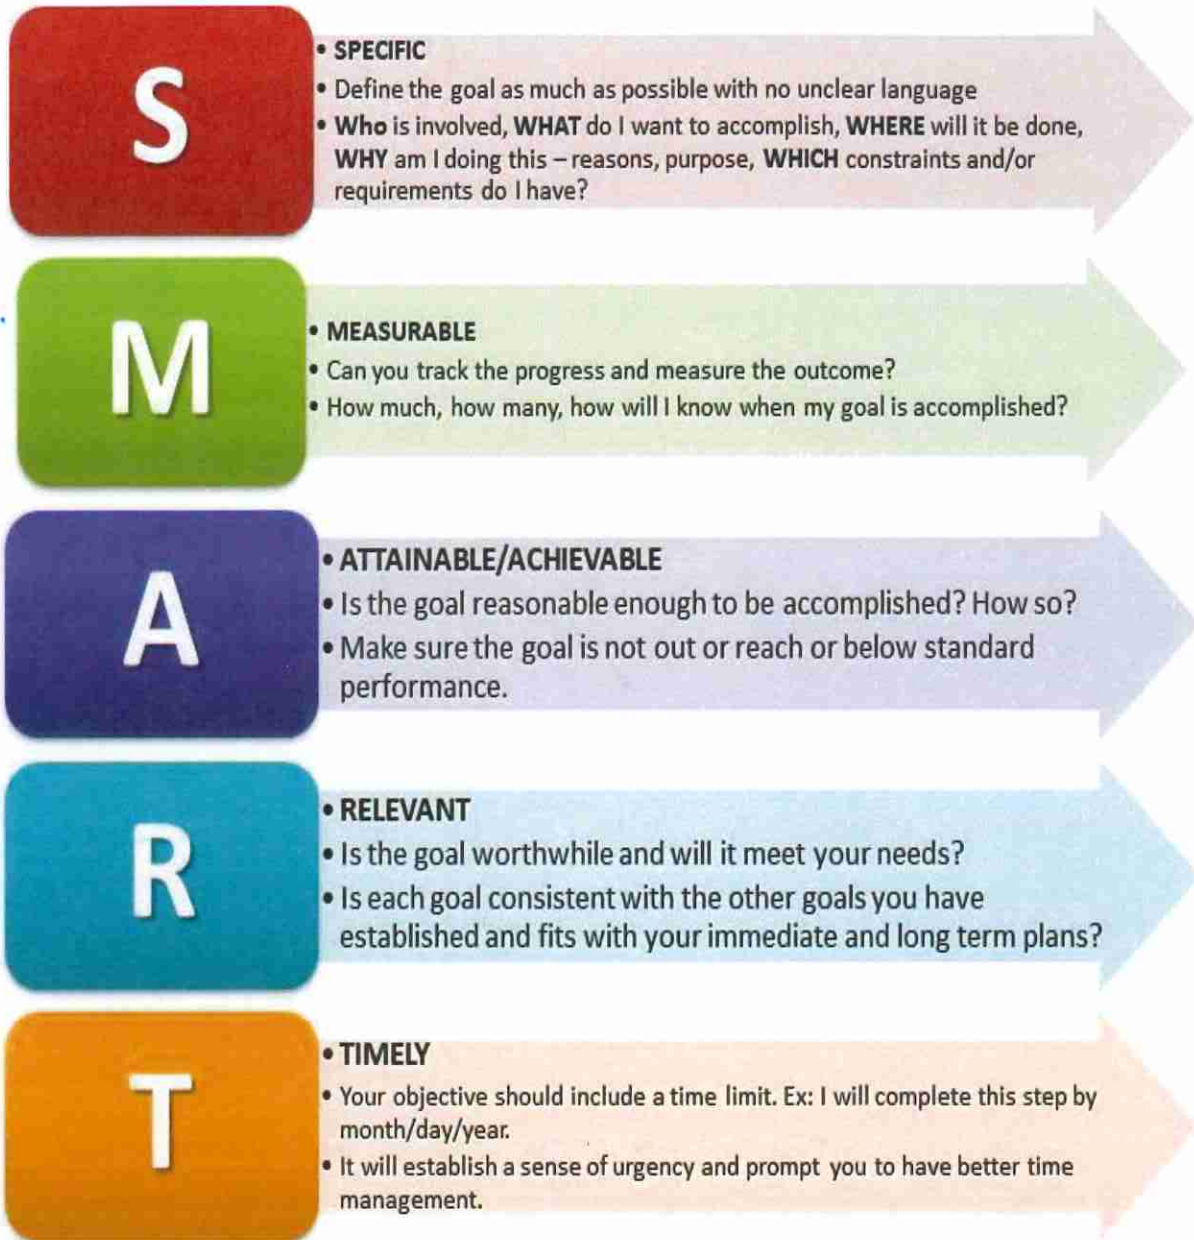 S
• SPECIFIC
• Define the goal as much as possible with no unclear language
• Who is involved, WHAT do I want to accomplish, WHERE will it be done,
WHY am I doing this – reasons, purpose, WHICH constraints and/or
requirements do I have?
M
• MEASURABLE
• Can you track the progress and measure the outcome?
• How much, how many, how will I know when my goal is accomplished?
A
• ATTAINABLE/ACHIEVABLE
• Is the goal reasonable enough to be accomplished? How so?
• Make sure the goal is not out or reach or below standard
performance.
R
• RELEVANT
• Is the goal worthwhile and will it meet your needs?
• Is each goal consistent with the other goals you have
established and fits with your immediate and long term plans?
T
• TIMELY
• Your objective should include a time limit. Ex: I will complete this step by
month/day/year.
• It will establish a sense of urgency and prompt you to have better time
management.